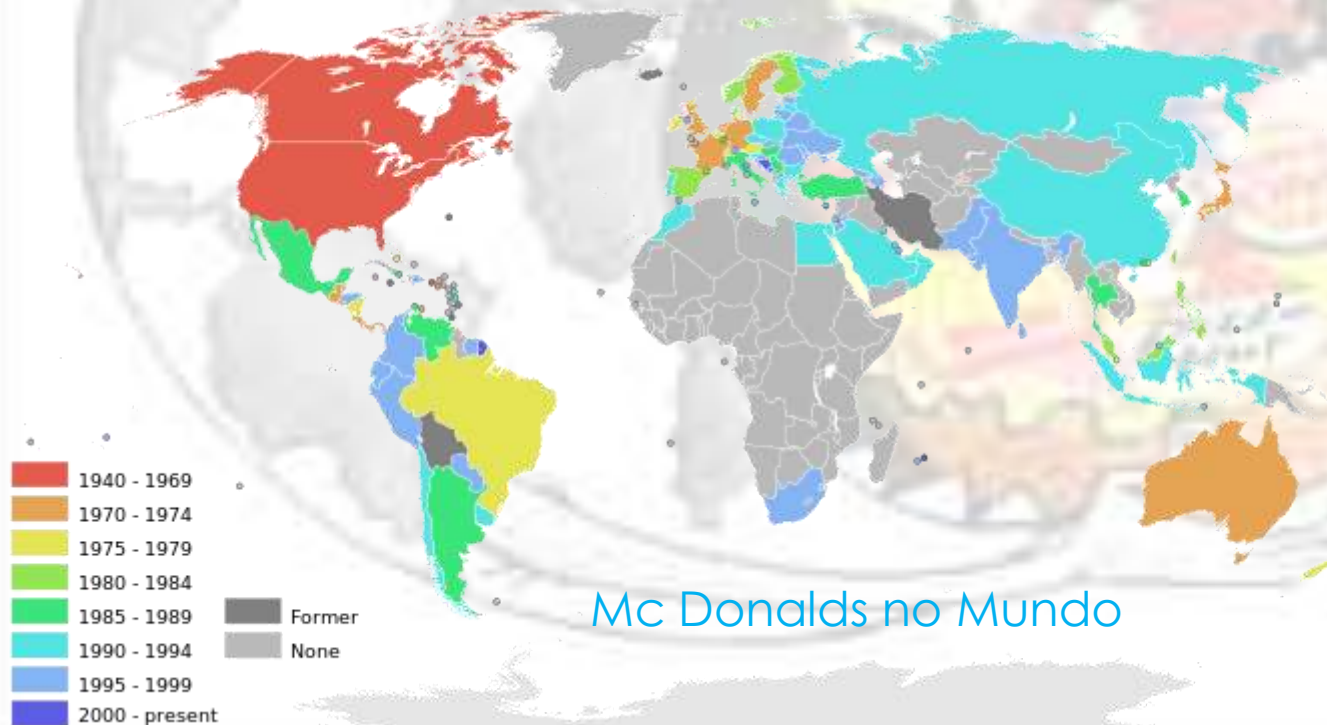 1940 - 1969
1970 - 1974
1975 - 1979
1980 - 1984
1985 - 1989
1990 - 1994
1995 - 1999
2000 - present
Former
None
Mc Donalds no Mundo